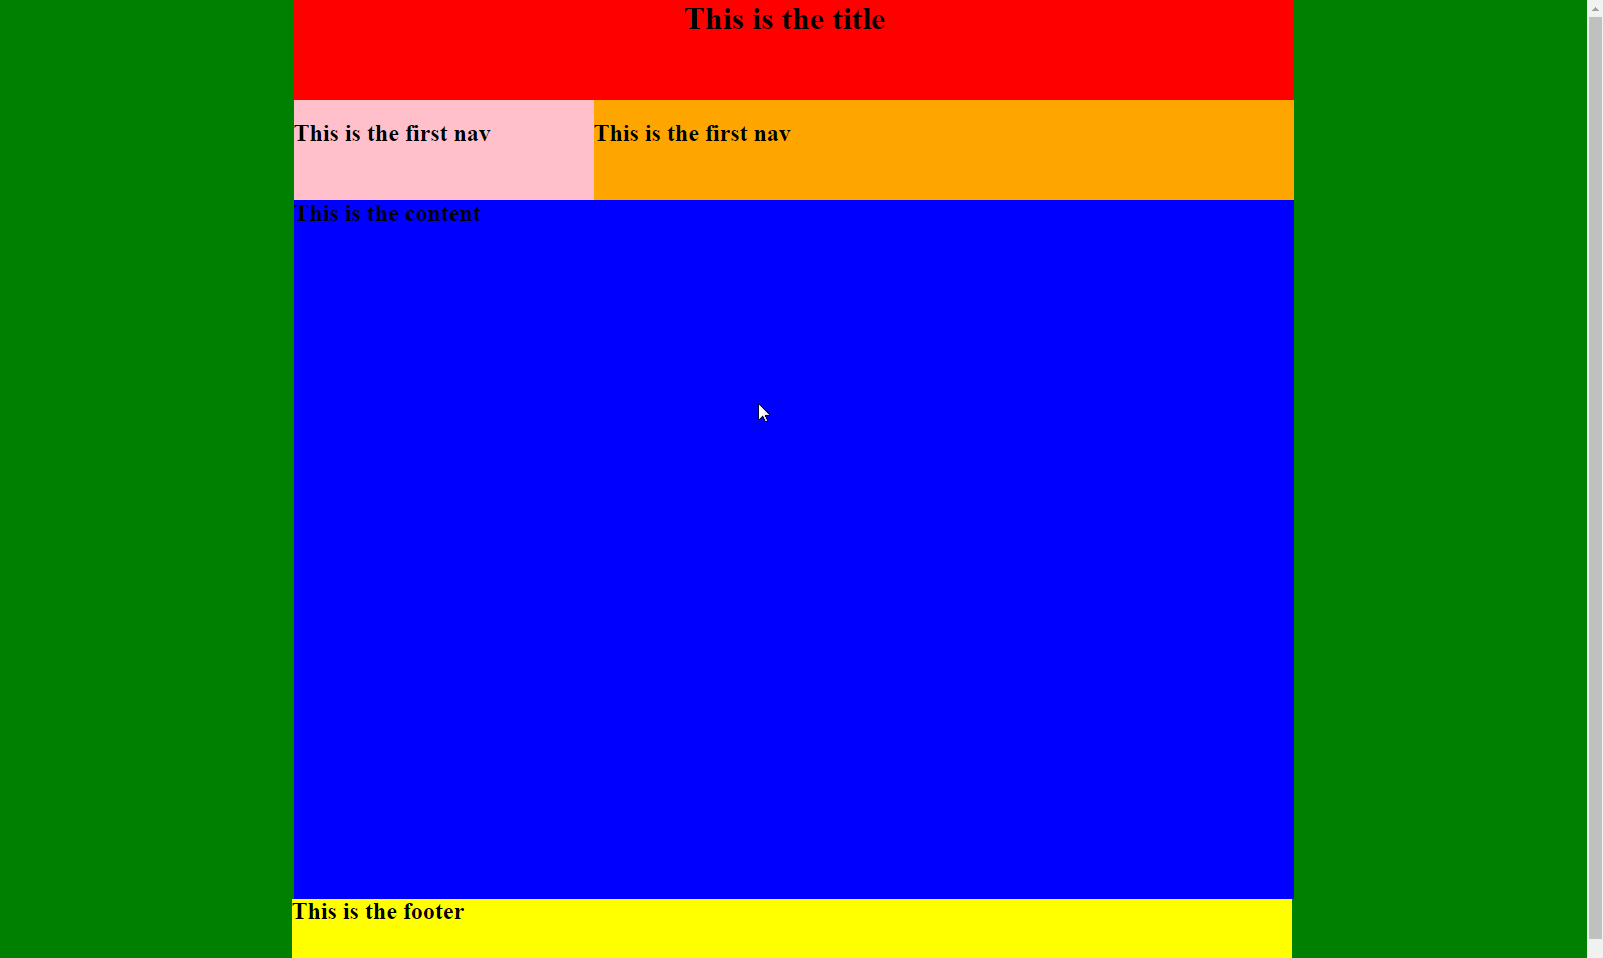 This is the title
This is the first nav
This is the first nav
This is the content
This is the footer